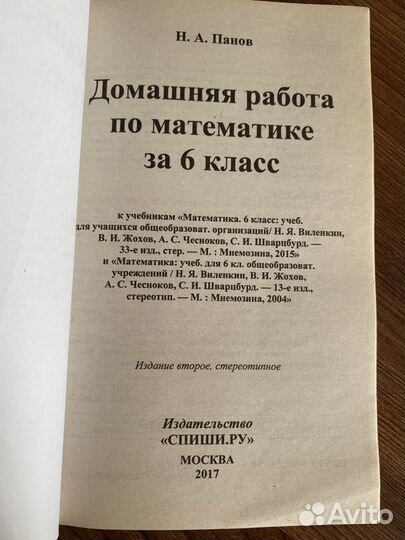 Н. А. Панов
Домашняя работа
по математике
за 6 класс
к учебникам «Математика. 6 класс: учеб.
для учащихся общеобразоват. организаций/ Н. Я. Виленкин,
В. И. Жохов, А. С. Чесноков, С. И. Шварцбурд. —
33-е изд., стер. — М. : Мнемозина, 2015»
и «Математика: учеб. для 6 кл. общеобразоват.
учреждений / Н. Я. Виленкин, В. И. Жохов,
А. С. Чесноков, С. И. Шварцбурд. — 13-е изд.,
стереотип. — М. : Мнемозина, 2004»
Издание второе, стереотипное
Издательство
«СПИШИ.РУ»
МОСКВА
2017
Avito